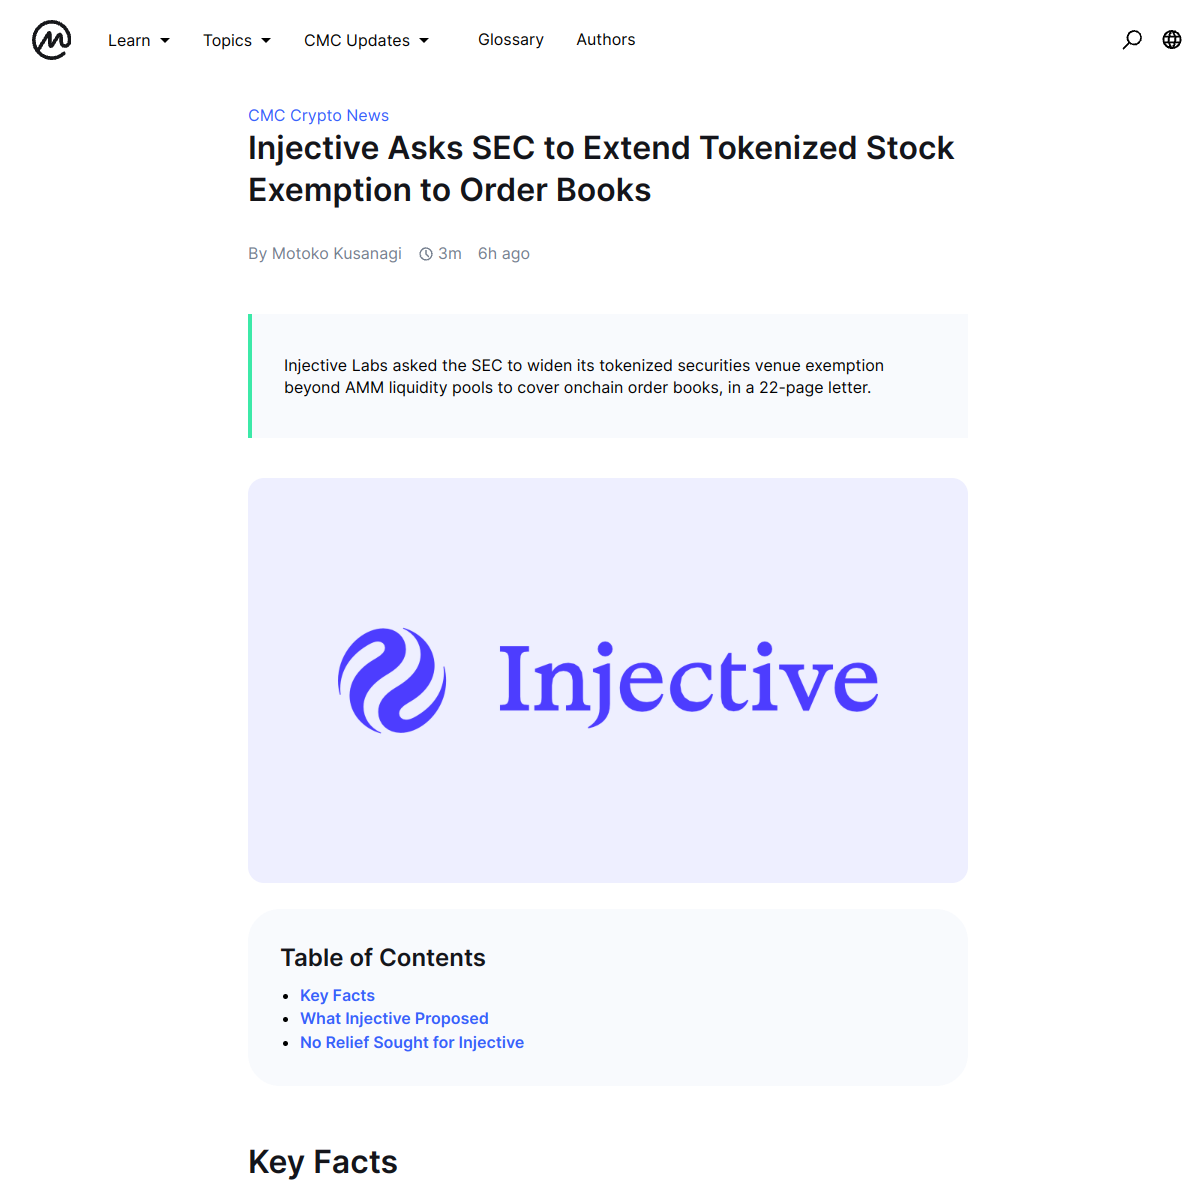 Learn Topics CMC Updates Glossary Authors
CMC Crypto News
Injective Asks SEC to Extend Tokenized Stock
Exemption to Order Books
By Motoko Kusanagi 3m 6h ago
Injective Labs asked the SEC to widen its tokenized securities venue exemption
beyond AMM liquidity pools to cover onchain order books, in a 22-page letter.
Injective
Table of Contents
Key Facts
What Injective Proposed
No Relief Sought for Injective
Key Facts